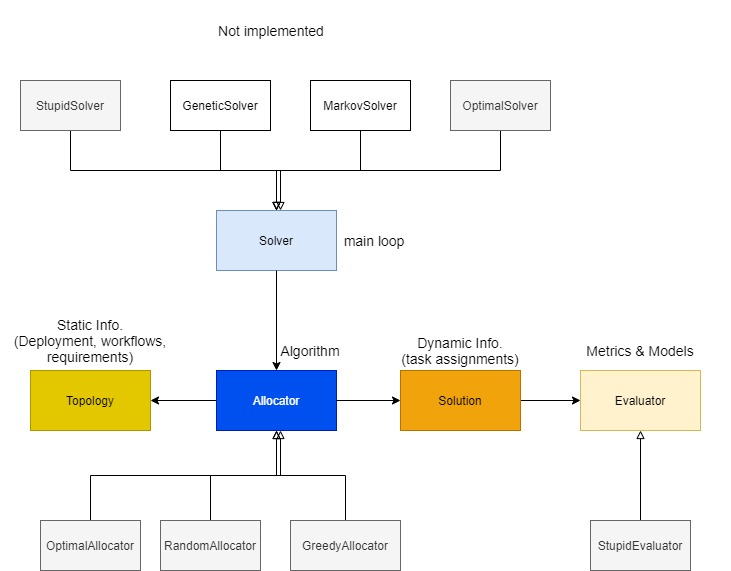 Not implemented
StupidSolver
GeneticSolver
MarkovSolver
OptimalSolver
Solver
main loop
Static Info.
(Deployment, workflows,
requirements)
Algorithm
Dynamic Info.
(task assignments)
Metrics & Models
Topology
Allocator
Solution
Evaluator
OptimalAllocator
RandomAllocator
GreedyAllocator
StupidEvaluator